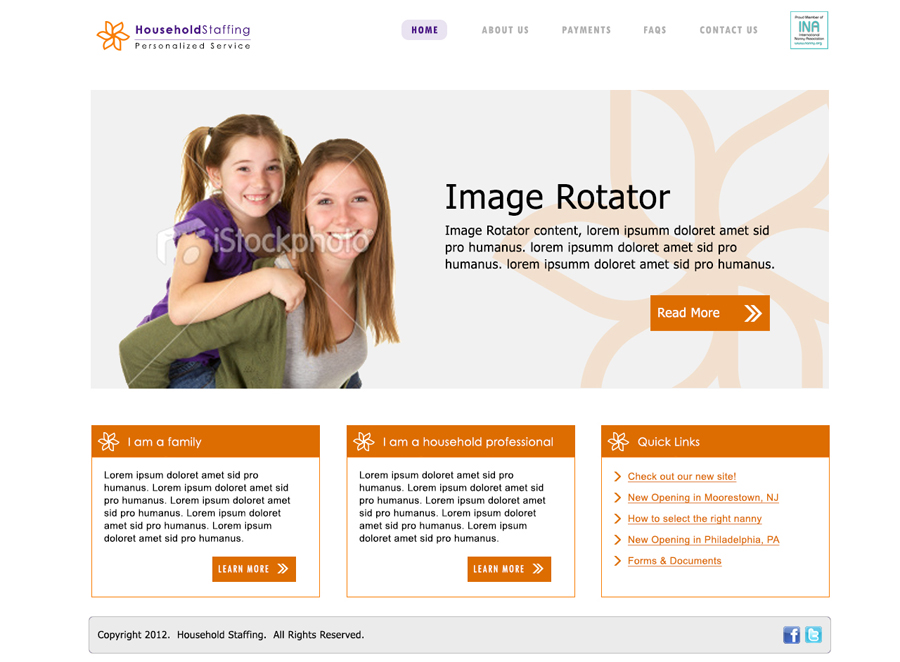 HouseholdStaffing
Personalized Service
HOME
ABOUT US
PAYMENTS
FAQS
CONTACT US
Proud Member of
INA
International
Nanny Association
www.nanny.org
iStockphoto
Image Rotator
Image Rotator content, lorem ipsumm doloret amet sid
pro humanus. lorem ipsumm doloret amet sid pro
humanus. lorem ipsumm doloret amet sid pro humanus.
Read More
I am a family
Lorem ipsum doloret amet sid pro
humanus. Lorem ipsum doloret amet sid
pro humanus. Lorem ipsum doloret amet
sid pro humanus. Lorem ipsum doloret
amet sid pro humanus. Lorem ipsum
doloret amet sid pro humanus.
LEARN MORE
I am a household professional
Lorem ipsum doloret amet sid pro
humanus. Lorem ipsum doloret amet sid
pro humanus. Lorem ipsum doloret amet
sid pro humanus. Lorem ipsum doloret
amet sid pro humanus. Lorem ipsum
doloret amet sid pro humanus.
LEARN MORE
Quick Links
Check out our new site!
New Opening in Moorestown, NJ
How to select the right nanny
New Opening in Philadelphia, PA
Forms & Documents
Copyright 2012. Household Staffing. All Rights Reserved.